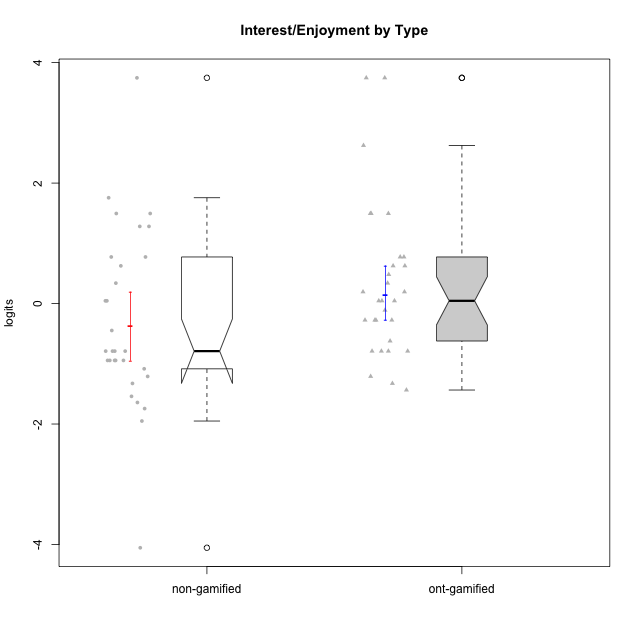 Interest/Enjoyment by Type
logits
4
2
0
-2
-4
non-gamified
ont-gamified